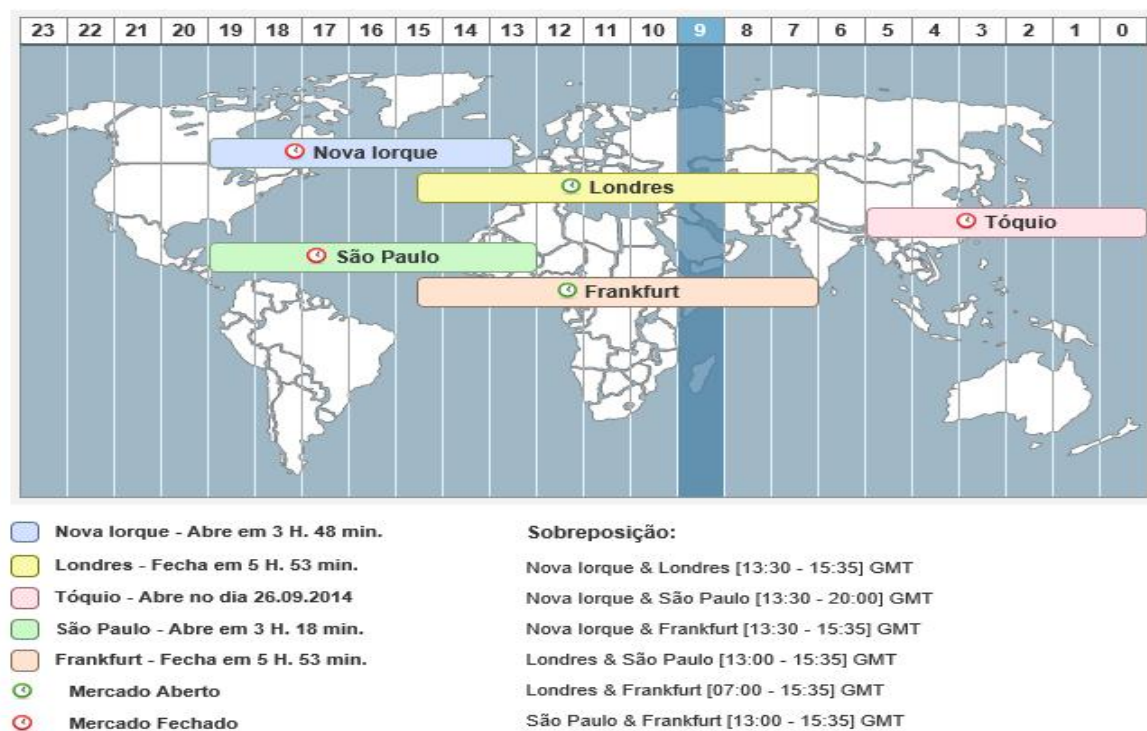 23 22 21 20 19 18 17 16 15 14 13 12 11 10 9 8 7 6 5 4 3 2 1 0
Nova Iorque
Londres
Tóquio
São Paulo
Frankfurt
Nova Iorque - Abre em 3 H. 48 min.
Londres - Fecha em 5 H. 53 min.
Tóquio - Abre no dia 26.09.2014
São Paulo - Abre em 3 H. 18 min.
Frankfurt - Fecha em 5 H. 53 min.
Mercado Aberto
Mercado Fechado
Sobreposição:
Nova Iorque & Londres [13:30 - 15:35] GMT
Nova Iorque & São Paulo [13:30 - 20:00] GMT
Nova Iorque & Frankfurt [13:30 - 15:35] GMT
Londres & São Paulo [13:00 - 15:35] GMT
Londres & Frankfurt [07:00 - 15:35] GMT
São Paulo & Frankfurt [13:00 - 15:35] GMT